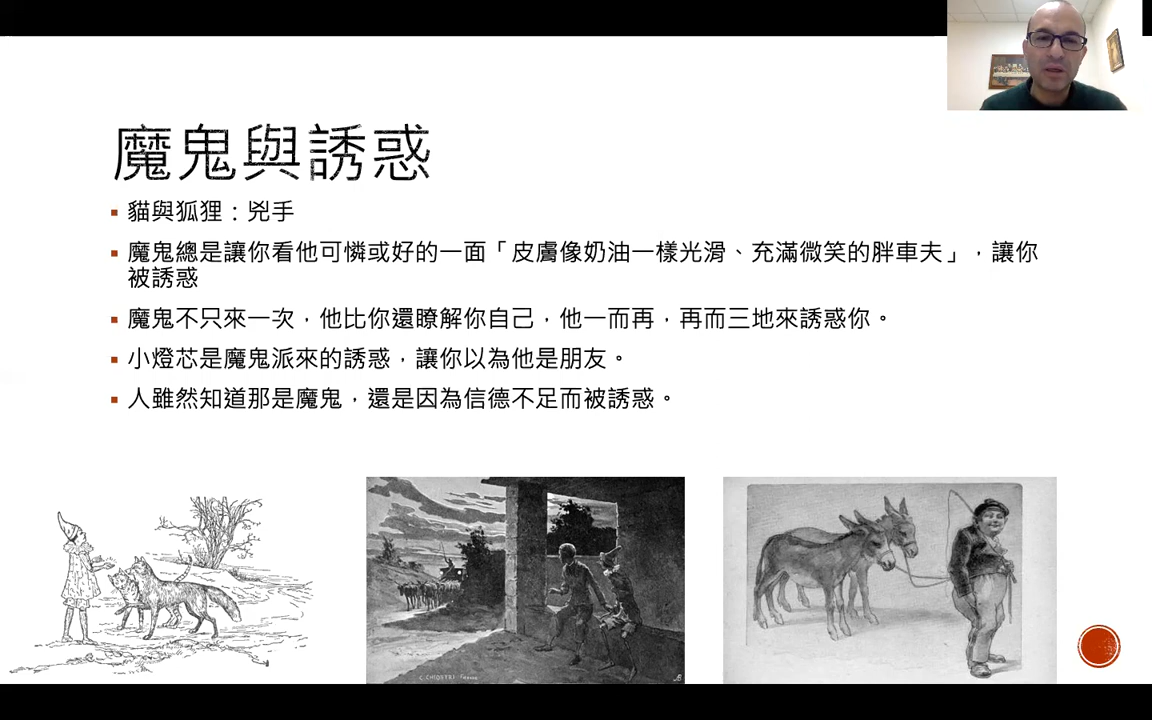 魔鬼與誘惑
貓與狐狸：兇手
魔鬼總是讓你看他可憐或好的一面「皮膚像奶油一樣光滑、充滿微笑的胖車夫」，讓你
被誘惑
魔鬼不只來一次，他比你還瞭解你自己，他一而再，再而三地來誘惑你。
小燈芯是魔鬼派來的誘惑，讓你以為他是朋友。
人雖然知道那是魔鬼，還是因為信德不足而被誘惑。
C. CHIOSTRI